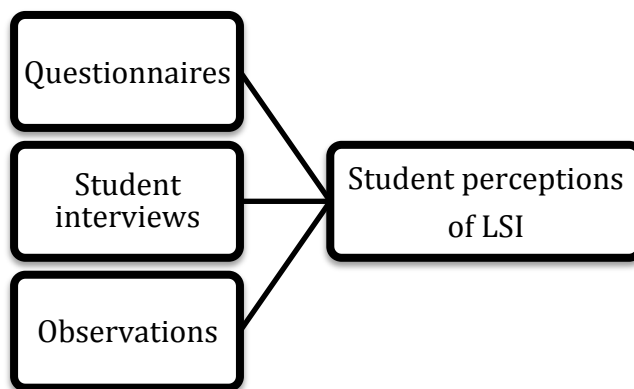 Questionnaires
Student
interviews
Observations
Student perceptions
of LSI